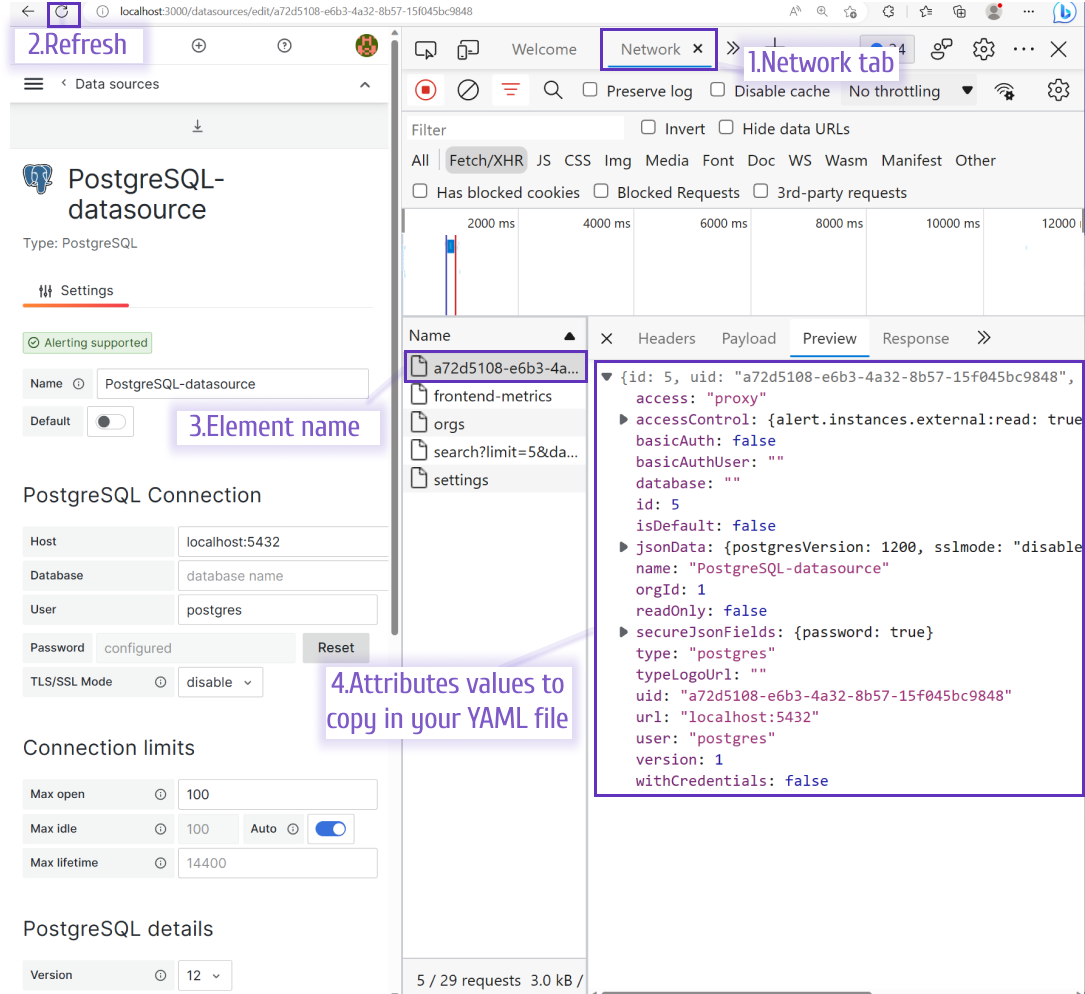 localhost:3000/datasources/edit/a72d5108-e6b3-4a32-8b57-15f045bc9848
2.Refresh
Data sources
PostgreSQL-
datasource
Type: PostgreSQL
Settings
Alerting supported
Name
PostgreSQL-datasource
Default
3.Element name
PostgreSQL Connection
Host
localhost:5432
Database
database name
User
postgres
Password
configured
Reset
TLS/SSL Mode
disable
4.Attributes values to
copy in your YAML file
Connection limits
Max open
100
Max idle
100
Auto
Max lifetime
14400
PostgreSQL details
Version
12
Welcome
Network
1.Network tab
Preserve log
Disable cache
No throttling
Filter
Invert
Hide data URLs
All
Fetch/XHR
JS
CSS
Img
Media
Font
Doc
WS
Wasm
Manifest
Other
Has blocked cookies
Blocked Requests
3rd-party requests
2000 ms
4000 ms
6000 ms
8000 ms
10000 ms
12000
Name
a72d5108-e6b3-4a...
frontend-metrics
orgs
search?limit=5&da...
settings
5 / 29 requests 3.0 kB /
Headers
Payload
Preview
Response
{id: 5, uid: "a72d5108-e6b3-4a32-8b57-15f045bc9848",
access: "proxy"
accessControl: {alert.instances.external:read: true
basicAuth: false
basicAuthUser: ""
database: ""
id: 5
isDefault: false
jsonData: {postgresVersion: 1200, sslmode: "disable
name: "PostgreSQL-datasource"
orgId: 1
readOnly: false
secureJsonFields: {password: true}
type: "postgres"
typeLogoUrl: ""
uid: "a72d5108-e6b3-4a32-8b57-15f045bc9848"
url: "localhost:5432"
user: "postgres"
version: 1
withCredentials: false